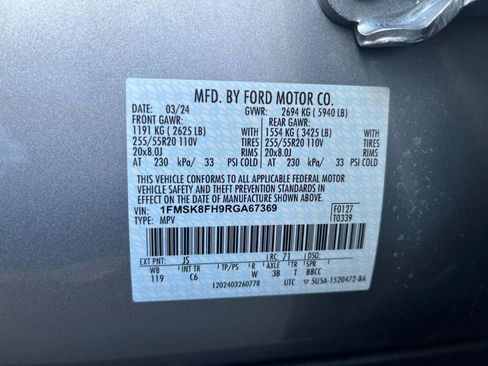 MFD. BY FORD MOTOR CO.
DATE: 03/24 GVWR: 2694 KG ( 5940 LB)
FRONT GAWR: REAR GAWR:
1191 KG ( 2625 LB) WITH 1554 KG ( 3425 LB) WITH
255/55R20 110V TIRES 255/55R20 110V TIRES
20x8.0J RIMS 20x8.0J RIMS
AT 230 kPa/ 33 PSI COLD AT 230 kPa/ 33 PSI COLD
THIS VEHICLE CONFORMS TO ALL APPLICABLE FEDERAL MOTOR
VEHICLE SAFETY AND THEFT PREVENTION STANDARDS IN
EFFECT ON THE DATE OF MANUFACTURE SHOWN ABOVE.
VIN: 1FMSK8FH9RGA67369 F0127
TYPE: MPV T0339
EXT PNT: JS RC: 71 DSO:
WB INT TR TP/PS R AXLE TR SPR
119 C6 W 3B T BBCC
1202403260778 UTC 5U5A-1520472-BA